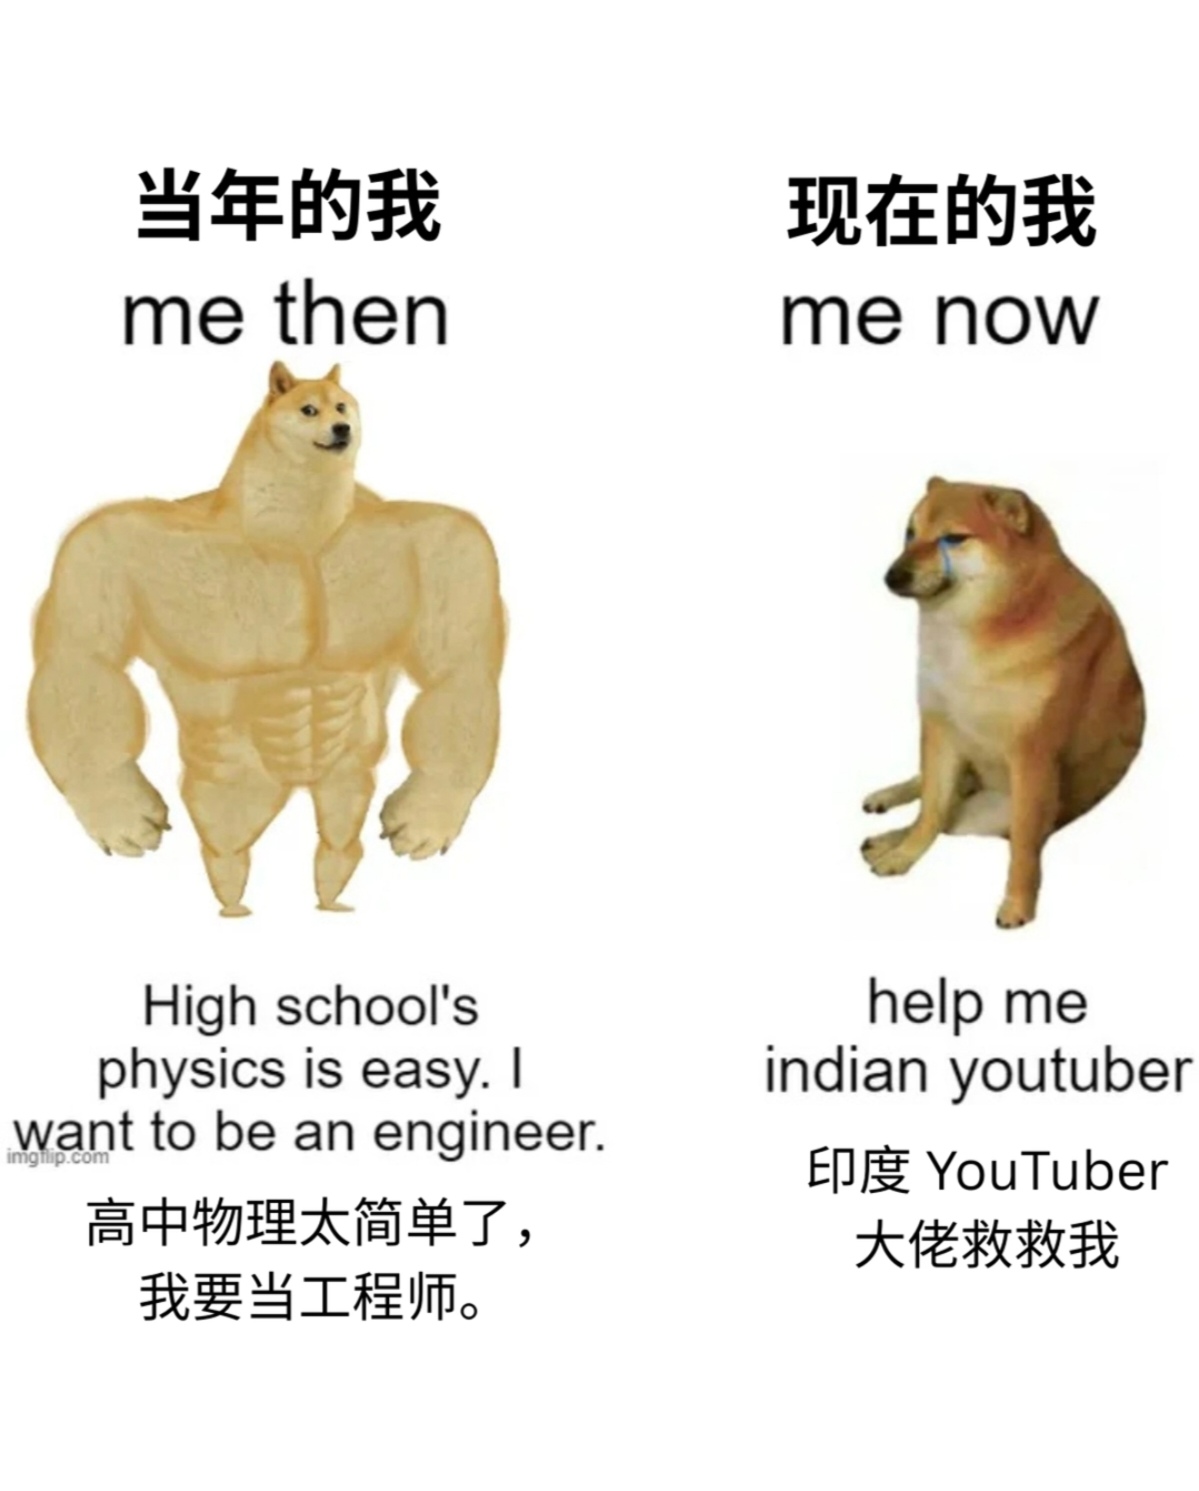 当年的我
me then
High school's
physics is easy. I
want to be an engineer.
imgflip.com
高中物理太简单了，
我要当工程师。
现在的我
me now
help me
indian youtuber
印度 YouTuber
大佬救救我